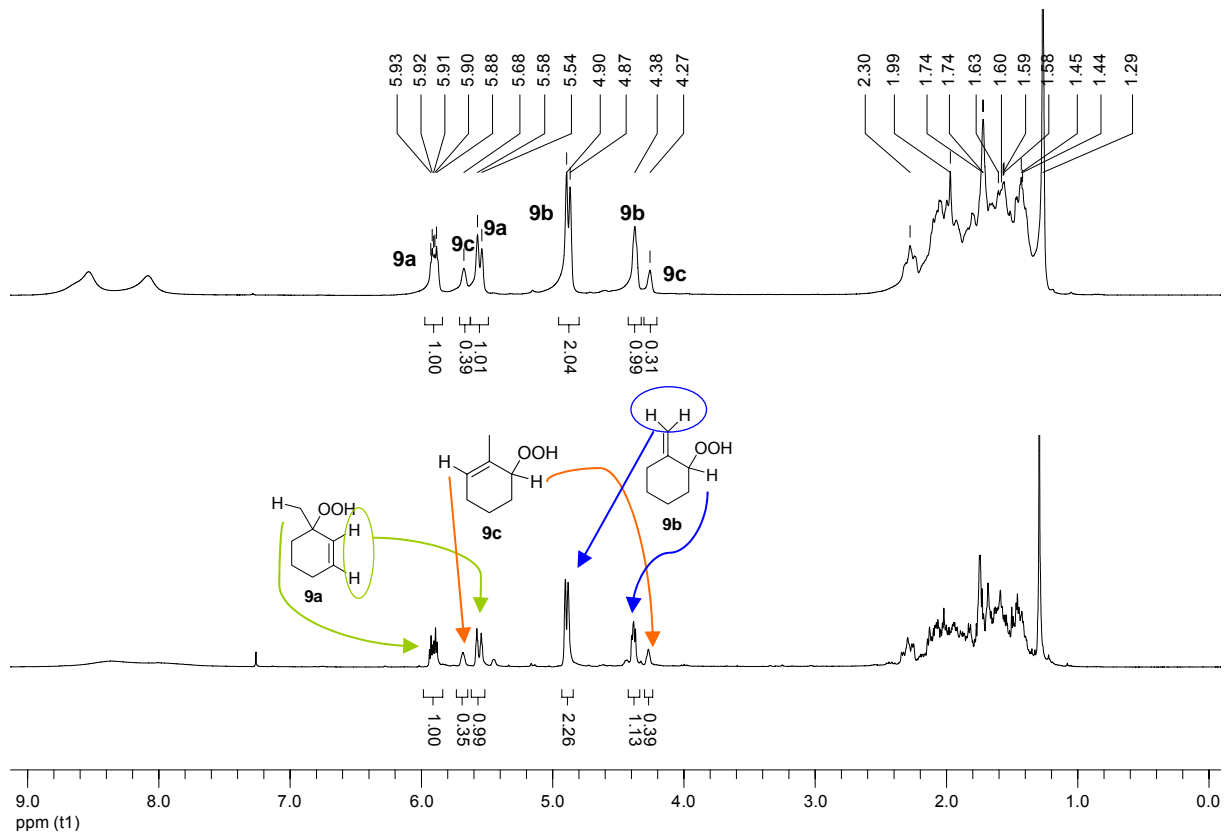 5.93 5.92 5.91 5.90 5.88 5.68 5.58 5.54 4.90 4.87 4.38 4.27 2.30 1.99 1.74 1.74 1.63 1.60 1.59 1.58 1.45 1.44 1.29
9b 9b
9a 9c 9a 9c
1.00 0.39 1.01 2.04 0.99 0.31
H H
OOH OOH
H H H
9c 9b
H OOH H
H
9a
1.00 0.35 0.99 2.26 1.13 0.39
9.0 8.0 7.0 6.0 5.0 4.0 3.0 2.0 1.0 0.0
ppm (t1)